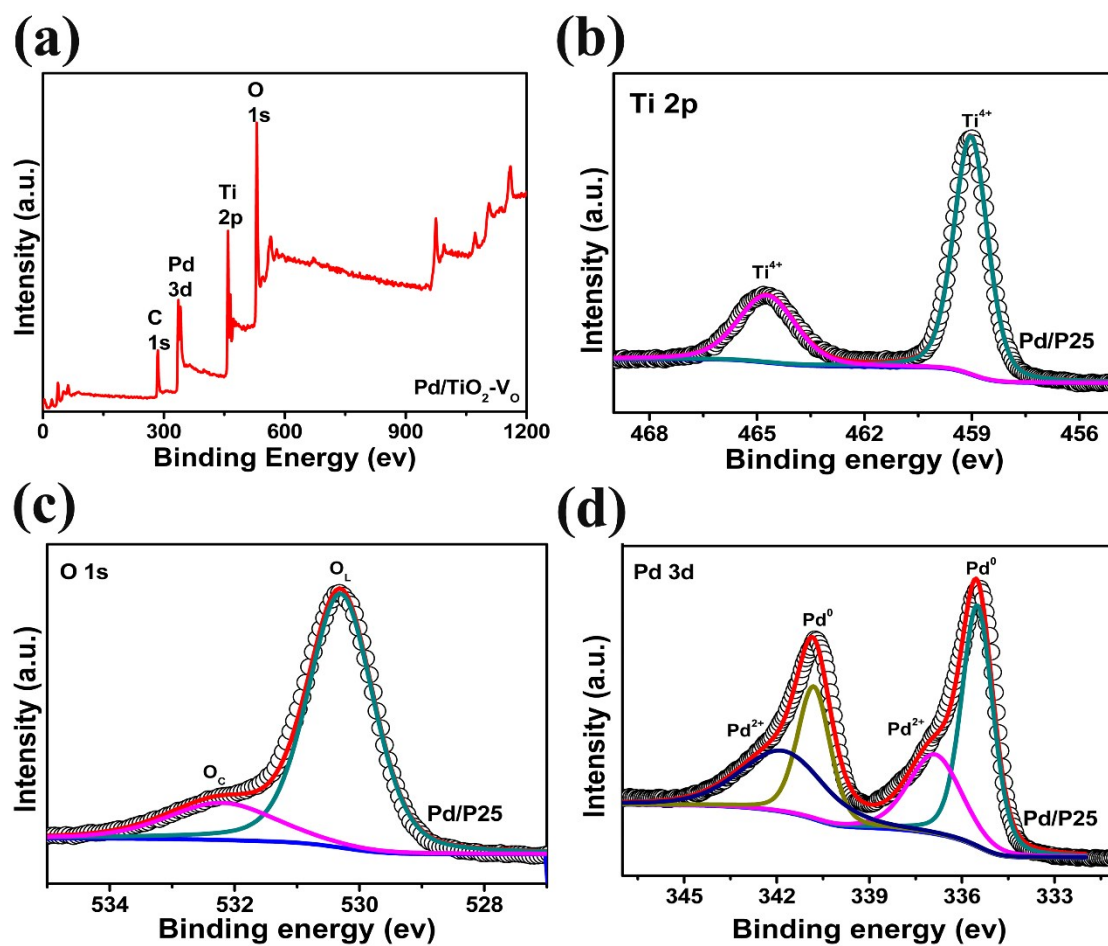 (a)
Intensity (a.u.)
O
1s
Ti
2p
Pd
3d
C
1s
Pd/TiO₂-V₀
0 300 600 900 1200
Binding Energy (ev)
(b)
Intensity (a.u.)
Ti 2p
Ti⁴⁺
Ti⁴⁺
Pd/P25
468 465 462 459 456
Binding energy (ev)
(c)
Intensity (a.u.)
O 1s
O_L
O_C
Pd/P25
534 532 530 528
Binding energy (ev)
(d)
Intensity (a.u.)
Pd 3d
Pd⁰
Pd⁰
Pd²⁺
Pd²⁺
Pd/P25
345 342 339 336 333
Binding energy (ev)